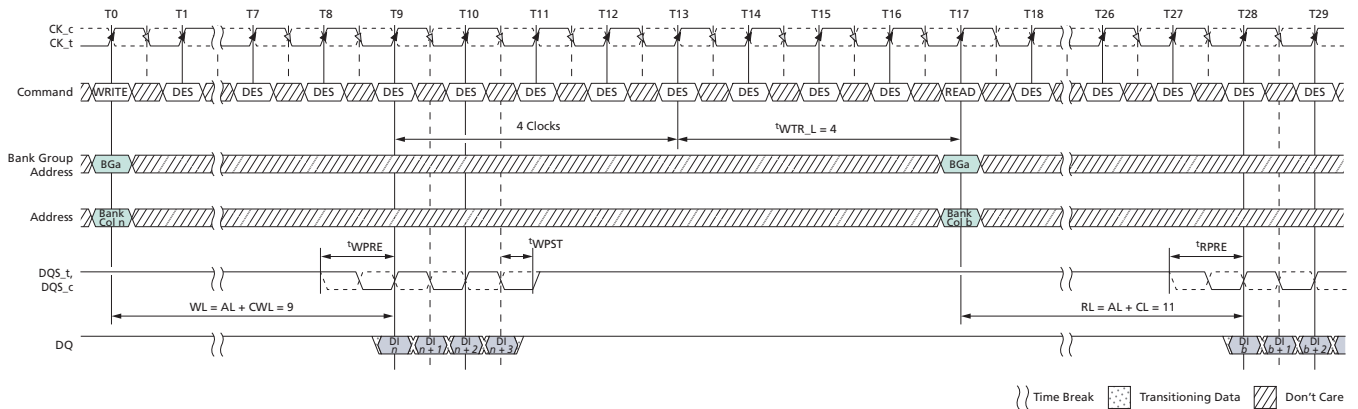 T0 T1 T7 T8 T9 T10 T11 T12 T13 T14 T15 T16 T17 T18 T26 T27 T28 T29
CK_c
CK_t
Command WRITE DES DES DES DES DES DES DES DES DES DES DES READ DES DES DES DES DES
4 Clocks tWTR_L = 4
Bank Group
Address BGa BGa
Address Bank
Col n Bank
Col b
tWPRE tWPST tRPRE
DQS_t,
DQS_c
WL = AL + CWL = 9 RL = AL + CL = 11
DQ DI
n DI
n + 1 DI
n + 2 DI
n + 3 DI
b DI
b + 1 DI
b + 2
Time Break Transitioning Data Don't Care